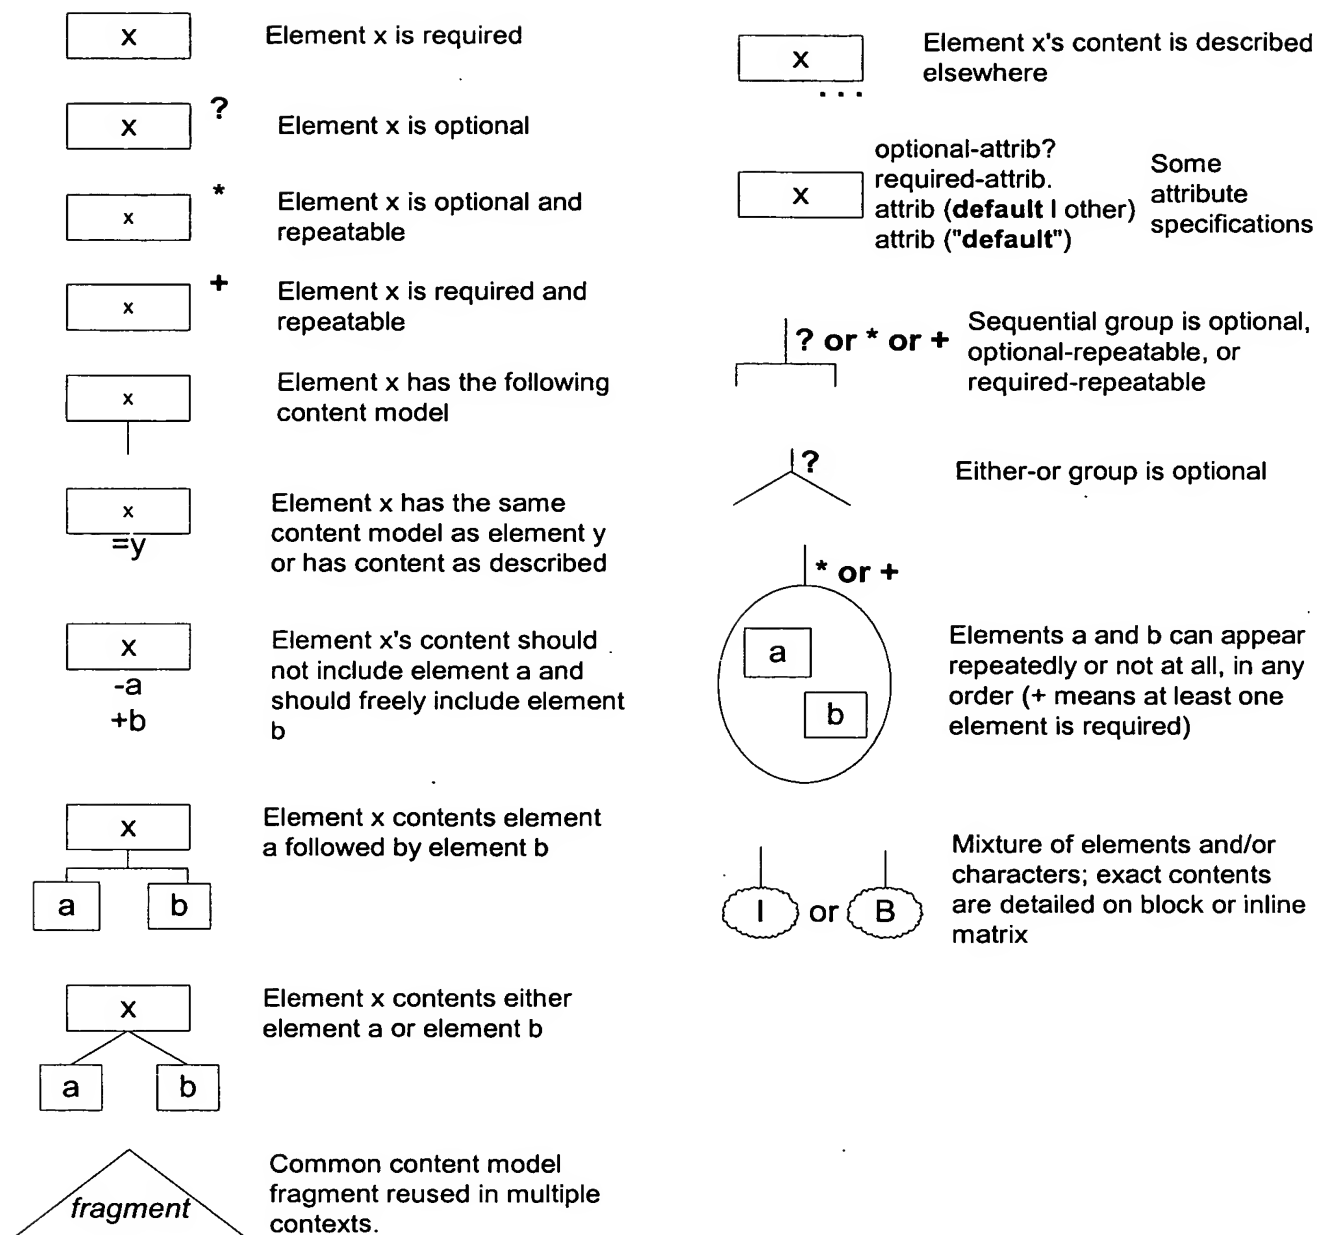 x
Element x is required
x
?
Element x is optional
x
*
Element x is optional and
repeatable
x
+
Element x is required and
repeatable
x
Element x has the following
content model
x
=y
Element x has the same
content model as element y
or has content as described
x
-a
+b
Element x's content should
not include element a and
should freely include element
b
x
Element x contents element
a followed by element b
a
b
x
Element x contents either
element a or element b
a
b
fragment
Common content model
fragment reused in multiple
contexts.
x
...
Element x's content is described
elsewhere
x
optional-attrib?
required-attrib.
attrib (default | other)
attrib ("default")
Some
attribute
specifications
? or * or +
Sequential group is optional,
optional-repeatable, or
required-repeatable
?
Either-or group is optional
* or +
a
b
Elements a and b can appear
repeatedly or not at all, in any
order (+ means at least one
element is required)
I or B
Mixture of elements and/or
characters; exact contents
are detailed on block or inline
matrix